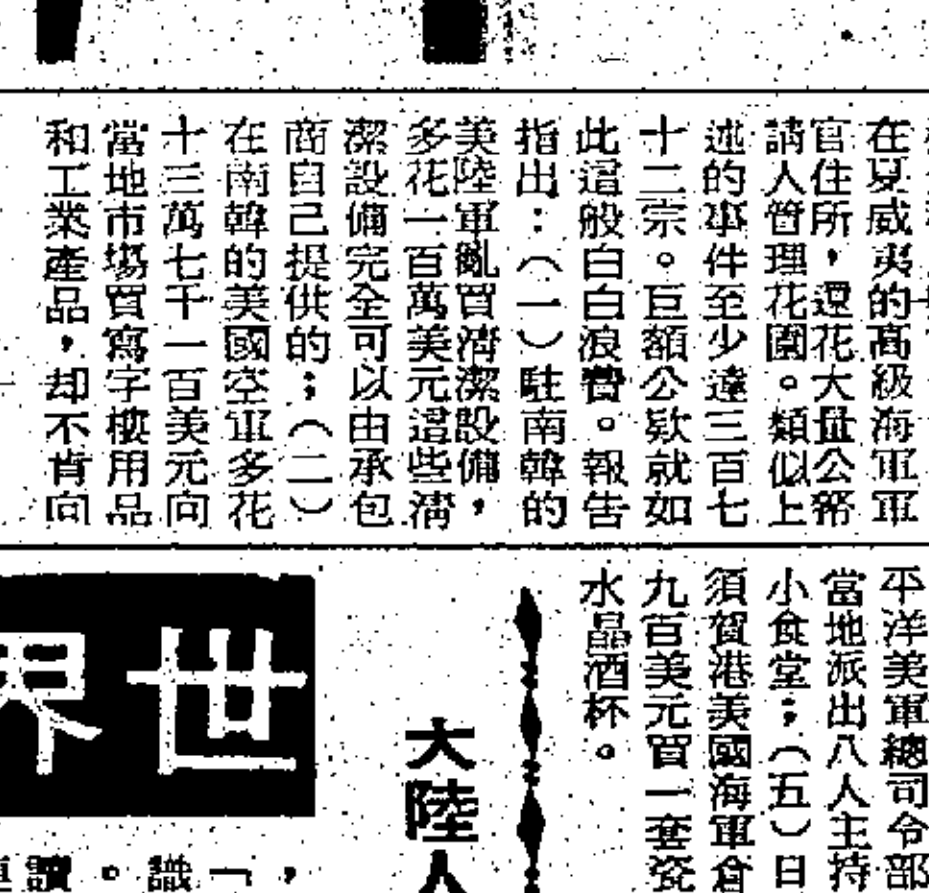 在夏威夷的高級海軍軍
官住所，還花大量公帑
請人管理花園。類似上
述的事件至少達三百七
十二宗。巨額公欵就如
此這般白白浪費。報告
指出：（一）駐南韓的
美陸軍亂買清潔設備，
多花一百萬美元這些清
潔設備完全可以由承包
商自己提供的；（二）
在南韓的美國空軍多花
十三萬七千一百美元向
當地市場買寫字樓用品
和工業產品，却不肯向
平洋美軍總司令部
當地派出八人主持
小食堂；（五）日
須賀港美國海軍倉
九百美元買一套瓷
水晶酒杯。
大陸人
世界
，
「
識
。
讀